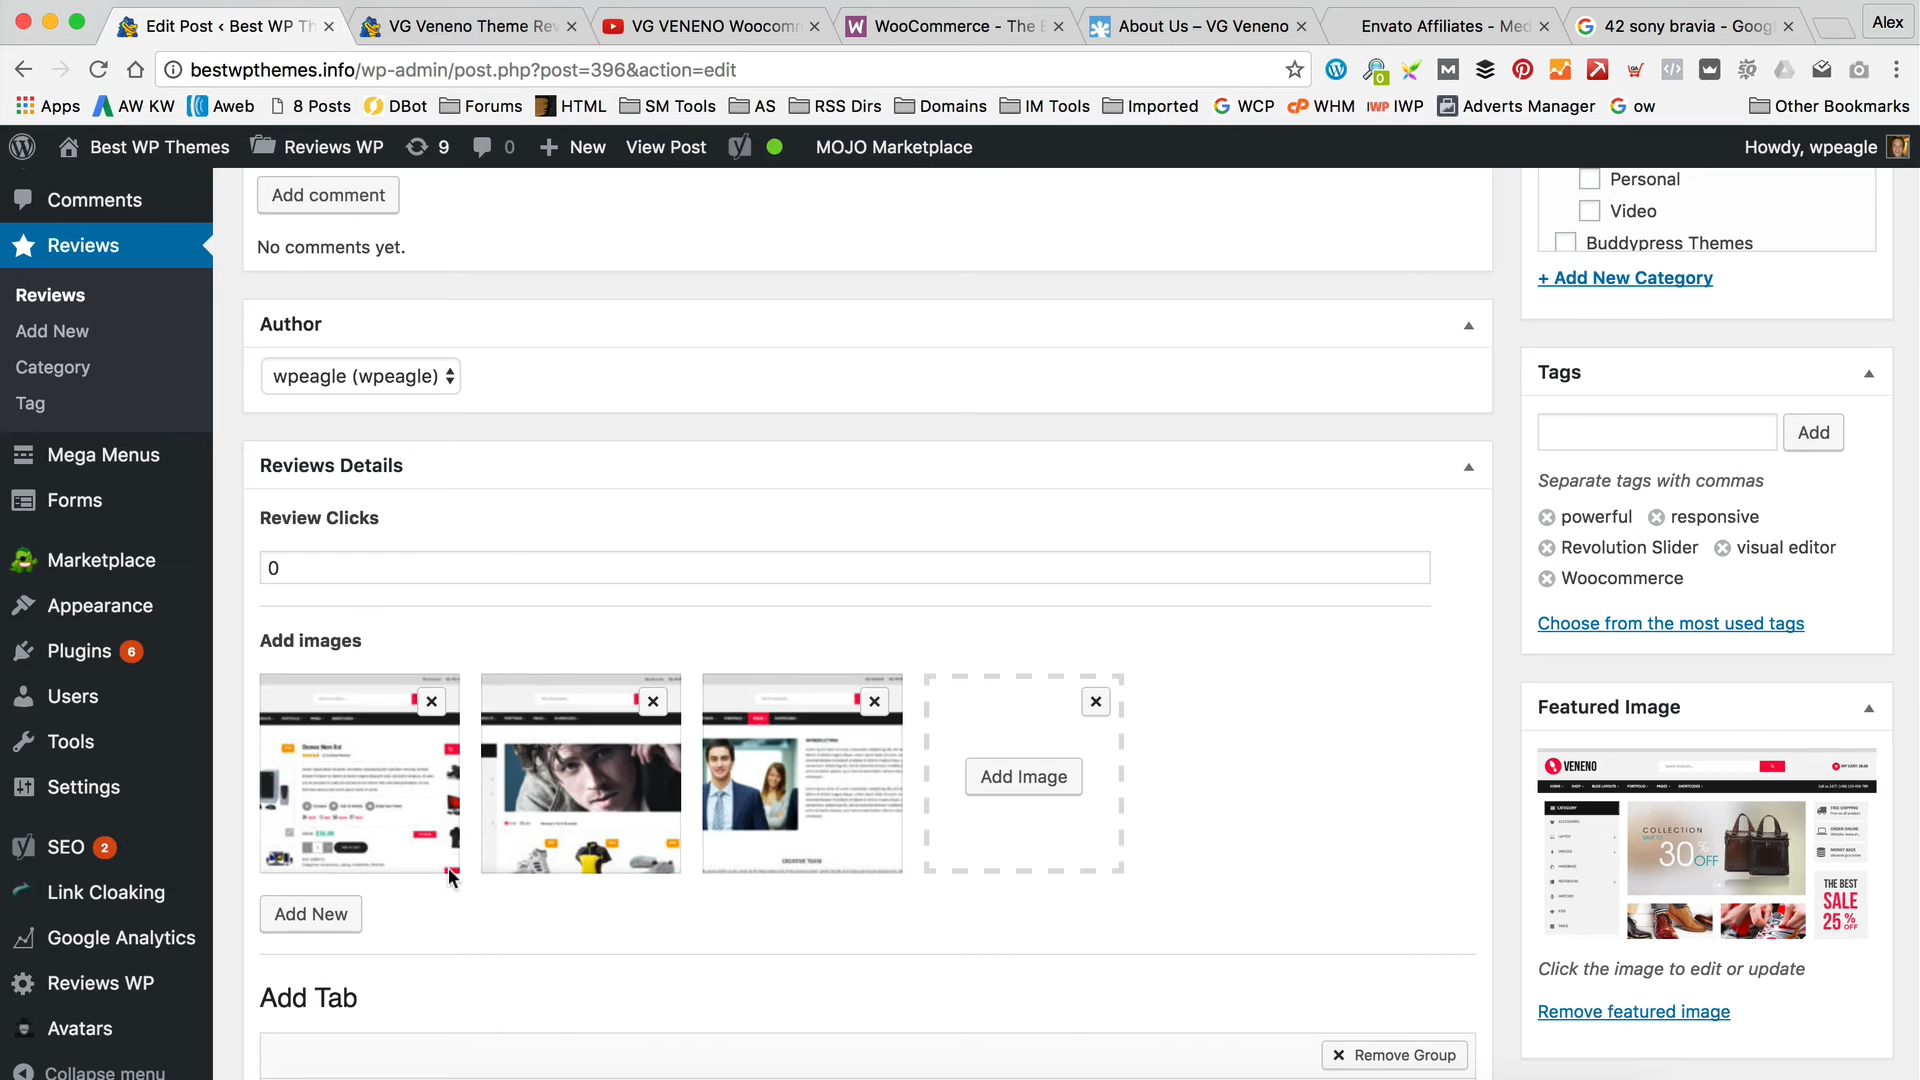 Edit Post ‹ Best WP Th
VG Veneno Theme Rev
VG VENENO Woocomm
WooCommerce - The B
About Us – VG Veneno
Envato Affiliates - Med
42 sony bravia - Goog
Alex
bestwpthemes.info/wp-admin/post.php?post=396&action=edit
Apps
AW KW
Aweb
8 Posts
DBot
Forums
HTML
SM Tools
AS
RSS Dirs
Domains
IM Tools
Imported
WCP
WHM
IWP
Adverts Manager
ow
Other Bookmarks
Best WP Themes
Reviews WP
9
0
New
View Post
MOJO Marketplace
Howdy, wpeagle
Comments
Reviews
Reviews
Add New
Category
Tag
Mega Menus
Forms
Marketplace
Appearance
Plugins 6
Users
Tools
Settings
SEO 2
Link Cloaking
Google Analytics
Reviews WP
Avatars
Collapse menu
Add comment
No comments yet.
Author
wpeagle (wpeagle)
Reviews Details
Review Clicks
0
Add images
Add Image
Add New
Add Tab
Remove Group
Personal
Video
Buddypress Themes
+ Add New Category
Tags
Add
Separate tags with commas
powerful
responsive
Revolution Slider
visual editor
Woocommerce
Choose from the most used tags
Featured Image
VENENO
COLLECTION
30% OFF
THE BEST
SALE
25%
OFF
Click the image to edit or update
Remove featured image